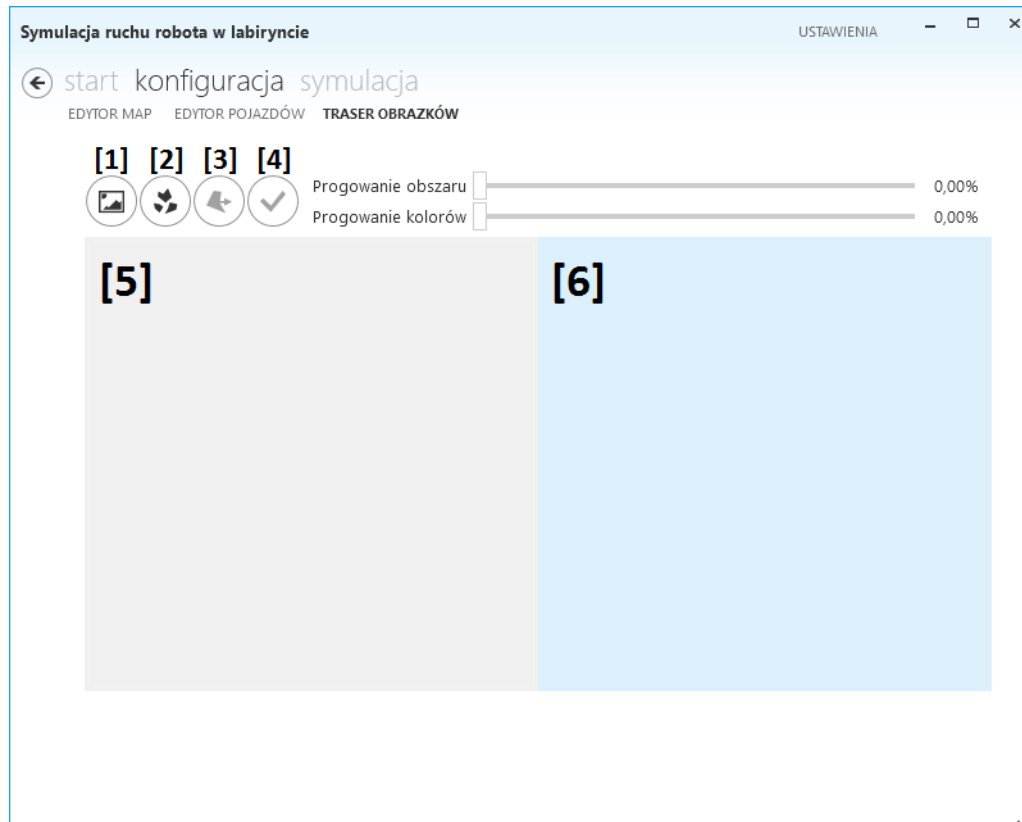 Symulacja ruchu robota w labiryncie
USTAWIENIA
start konfiguracja symulacja
EDYTOR MAP EDYTOR POJAZDÓW TRASER OBRAZKÓW
[1] [2] [3] [4]
Progowanie obszaru 0,00%
Progowanie kolorów 0,00%
[5] [6]